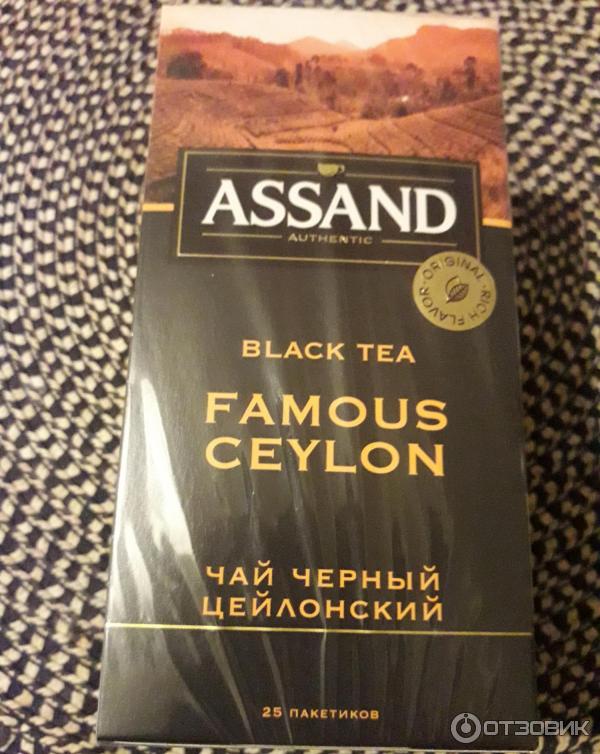 ASSAND
AUTHENTIC
ORIGINAL · RICH FLAVOR ·
BLACK TEA
FAMOUS
CEYLON
ЧАЙ ЧЕРНЫЙ
ЦЕЙЛОНСКИЙ
25 ПАКЕТИКОВ
ОТЗОВИК